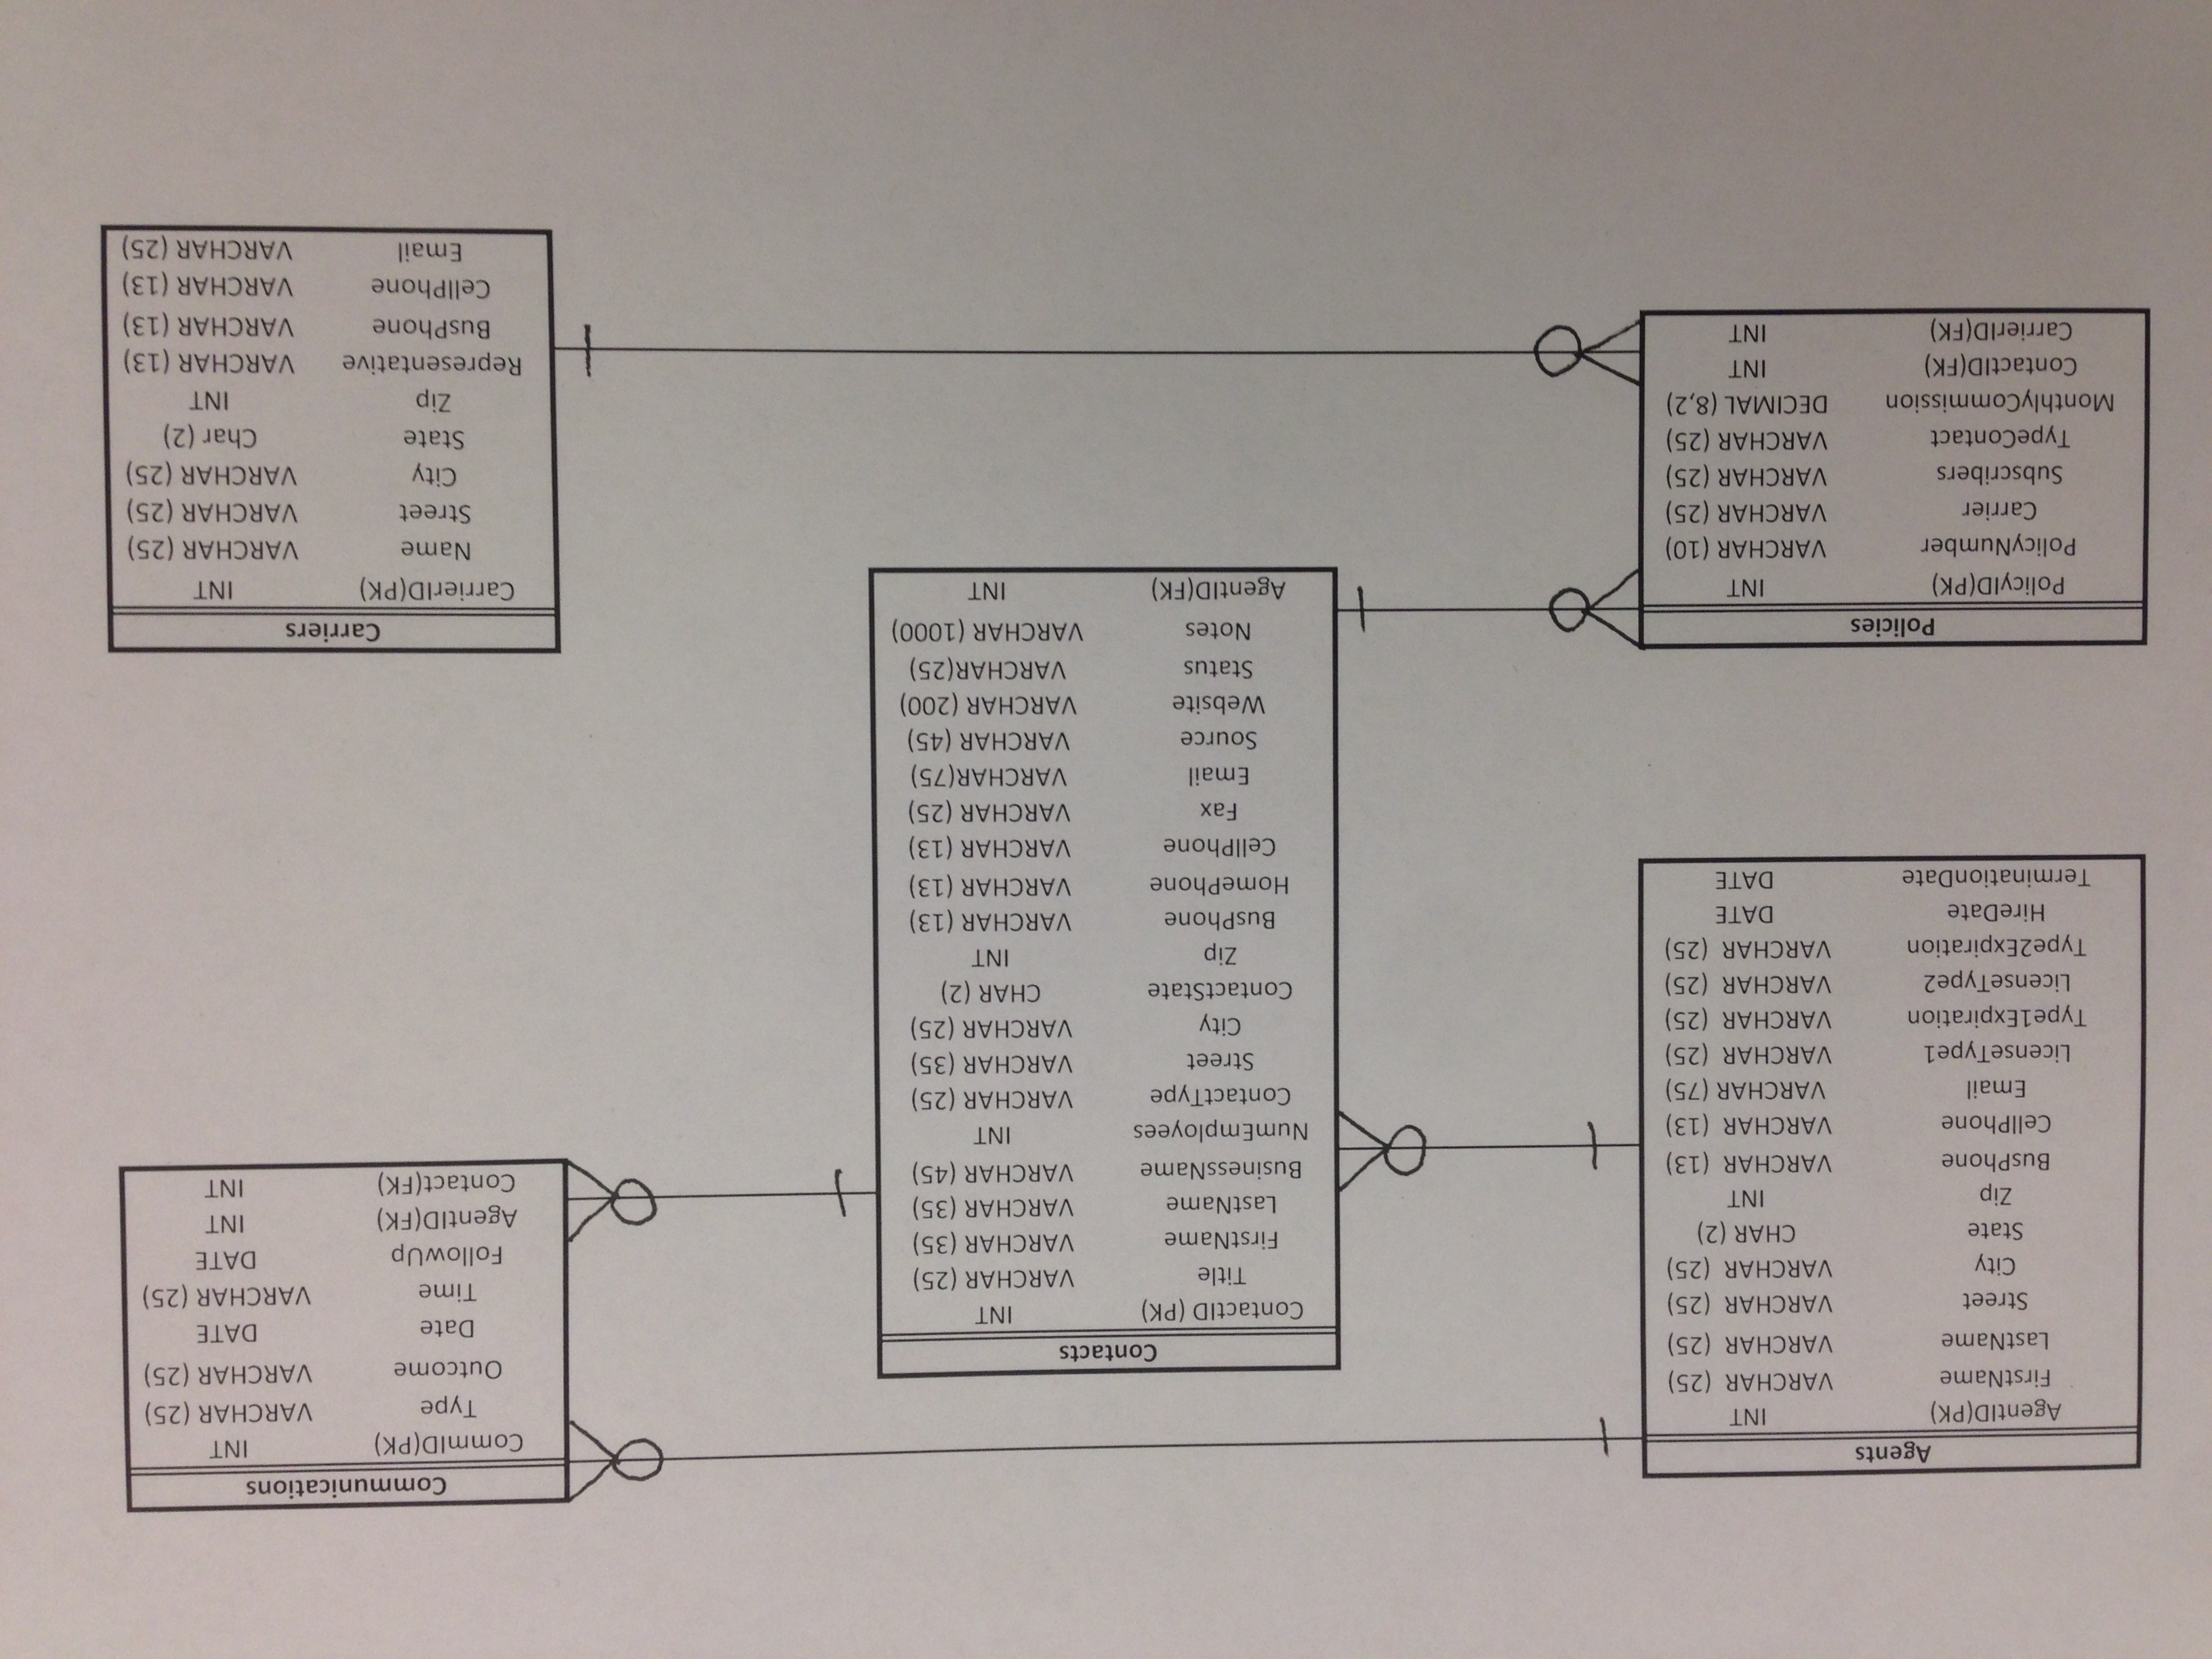 Agents
AgentID(PK) INT
FirstName VARCHAR (25)
LastName VARCHAR (25)
Street VARCHAR (25)
City VARCHAR (25)
State CHAR (2)
Zip INT
BusPhone VARCHAR (13)
CellPhone VARCHAR (13)
Email VARCHAR (75)
LicenseType1 VARCHAR (25)
Type1Expiration VARCHAR (25)
LicenseType2 VARCHAR (25)
Type2Expiration VARCHAR (25)
HireDate DATE
TerminationDate DATE
Contacts
ContactID (PK) INT
Title VARCHAR (25)
FirstName VARCHAR (35)
LastName VARCHAR (35)
BusinessName VARCHAR (45)
NumEmployees INT
ContactType VARCHAR (25)
Street VARCHAR (35)
City VARCHAR (25)
ContactState CHAR (2)
Zip INT
BusPhone VARCHAR (13)
HomePhone VARCHAR (13)
CellPhone VARCHAR (13)
Fax VARCHAR (25)
Email VARCHAR(75)
Source VARCHAR (45)
Website VARCHAR (200)
Status VARCHAR(25)
Notes VARCHAR (1000)
AgentID(FK) INT
Communications
CommID(PK) INT
Type VARCHAR (25)
Outcome VARCHAR (25)
Date DATE
Time VARCHAR (25)
FollowUp DATE
AgentID(FK) INT
Contact(FK) INT
Policies
PolicyID(PK) INT
PolicyNumber VARCHAR (10)
Carrier VARCHAR (25)
Subscribers VARCHAR (25)
TypeContact VARCHAR (25)
MonthlyCommission DECIMAL (8,2)
ContactID(FK) INT
CarrierID(FK) INT
Carriers
CarrierID(PK) INT
Name VARCHAR (25)
Street VARCHAR (25)
City VARCHAR (25)
State Char (2)
Zip INT
Representative VARCHAR (13)
BusPhone VARCHAR (13)
CellPhone VARCHAR (13)
Email VARCHAR (25)